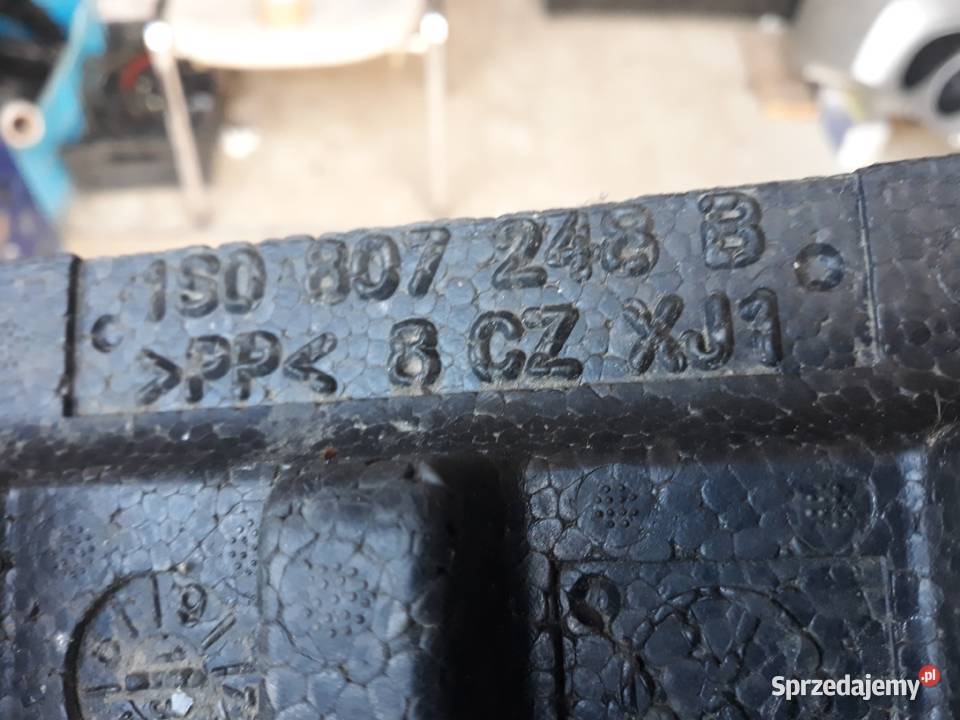 1S0 807 248 B
>PP< 8 CZ XJ1
Sprzedajemy.pl